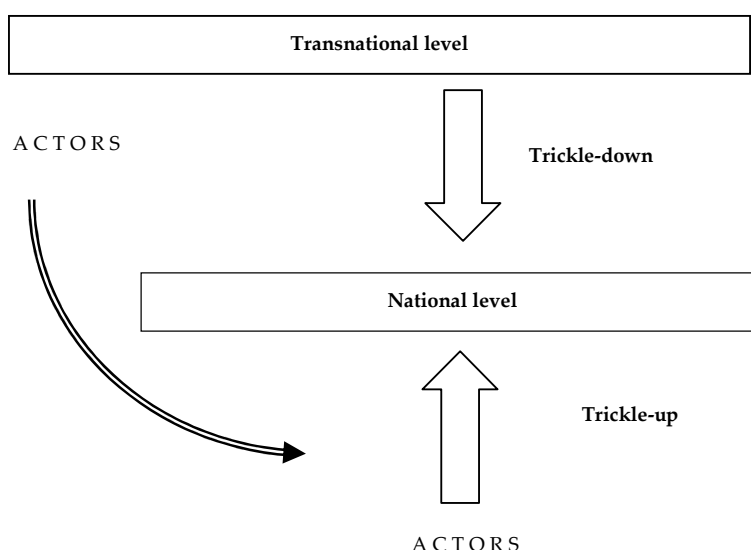 Transnational level
A C T O R S
Trickle-down
National level
Trickle-up
A C T O R S